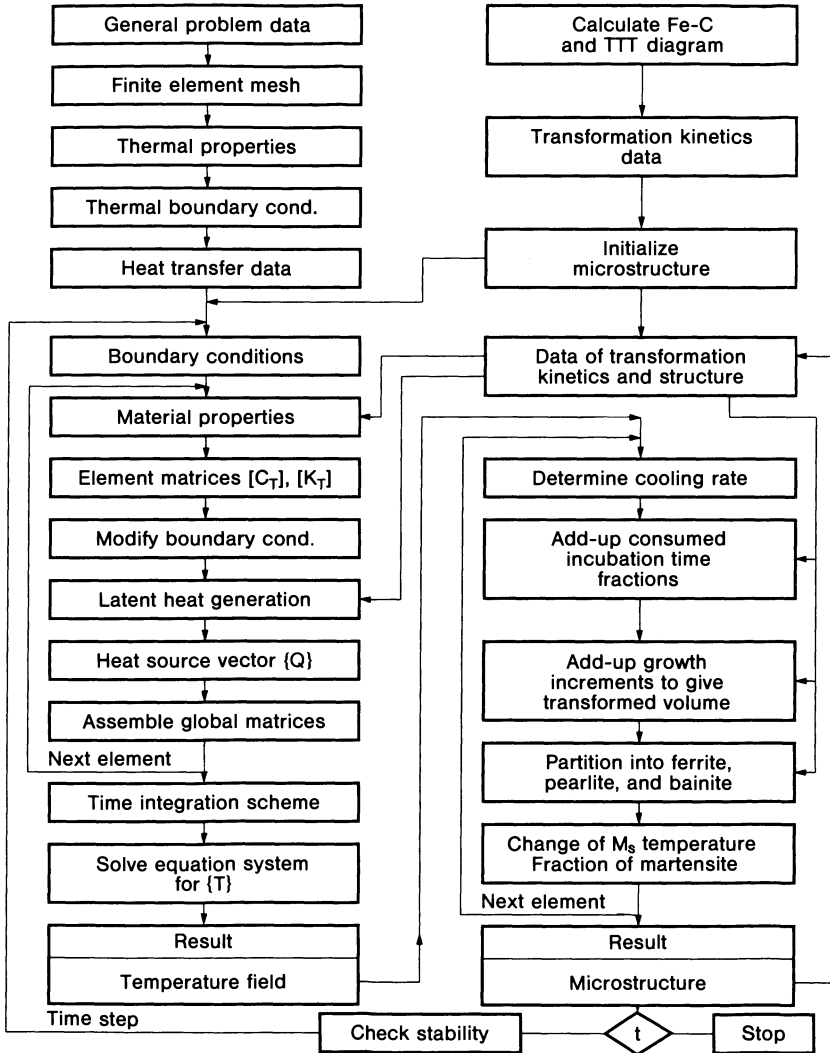 General problem data
Finite element mesh
Thermal properties
Thermal boundary cond.
Heat transfer data
Boundary conditions
Material properties
Element matrices [C_T], [K_T]
Modify boundary cond.
Latent heat generation
Heat source vector {Q}
Assemble global matrices
Next element
Time integration scheme
Solve equation system
for {T}
Result
Temperature field
Time step
Calculate Fe-C
and TTT diagram
Transformation kinetics
data
Initialize
microstructure
Data of transformation
kinetics and structure
Determine cooling rate
Add-up consumed
incubation time
fractions
Add-up growth
increments to give
transformed volume
Partition into ferrite,
pearlite, and bainite
Change of M_s temperature
Fraction of martensite
Next element
Result
Microstructure
Check stability
t
Stop